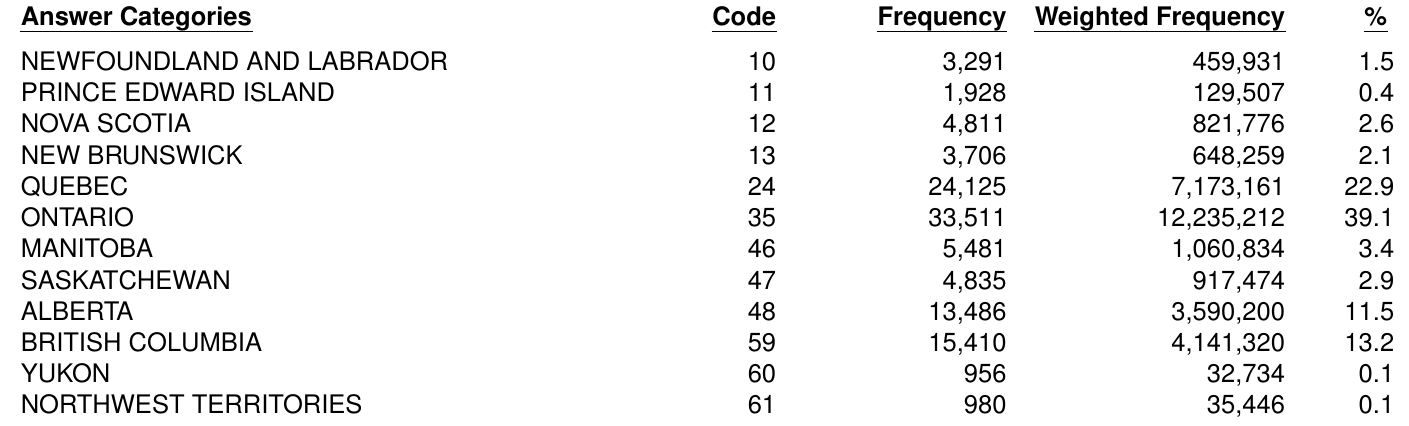 Answer Categories Code Frequency Weighted Frequency %
NEWFOUNDLAND AND LABRADOR 10 3,291 459,931 1.5
PRINCE EDWARD ISLAND 11 1,928 129,507 0.4
NOVA SCOTIA 12 4,811 821,776 2.6
NEW BRUNSWICK 13 3,706 648,259 2.1
QUEBEC 24 24,125 7,173,161 22.9
ONTARIO 35 33,511 12,235,212 39.1
MANITOBA 46 5,481 1,060,834 3.4
SASKATCHEWAN 47 4,835 917,474 2.9
ALBERTA 48 13,486 3,590,200 11.5
BRITISH COLUMBIA 59 15,410 4,141,320 13.2
YUKON 60 956 32,734 0.1
NORTHWEST TERRITORIES 61 980 35,446 0.1